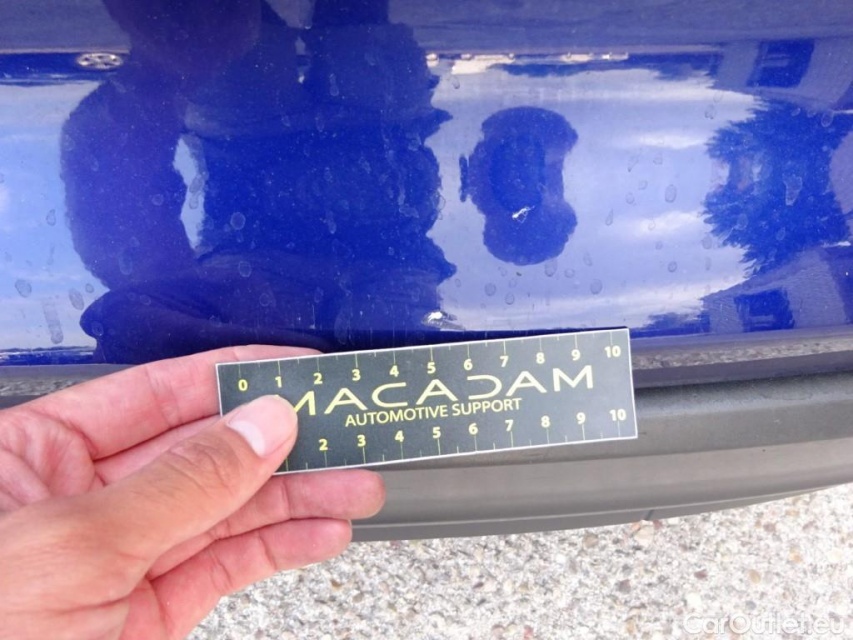 0 1 2 3 4 5 6 7 8 9 10
MACADAM
AUTOMOTIVE SUPPORT
2 3 4 5 6 7 8 9 10
CarOutlet.eu